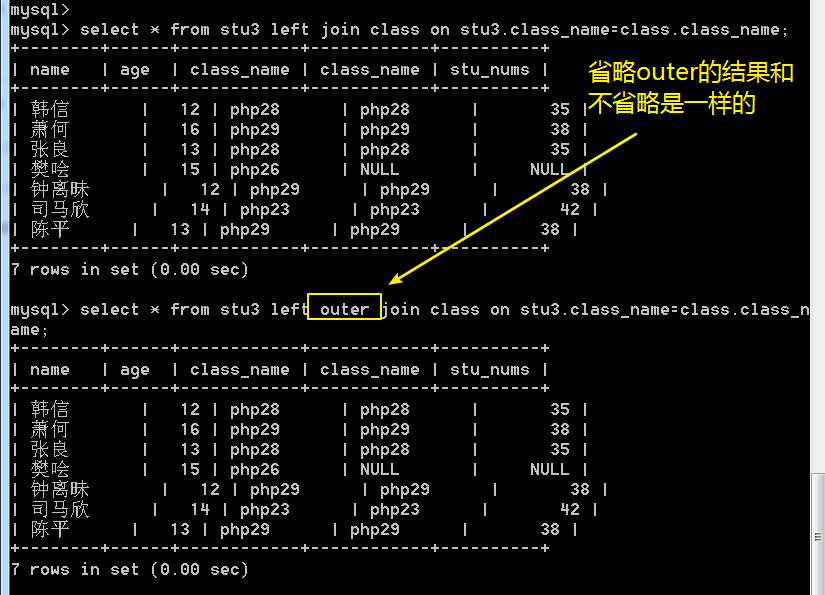 mysql>
mysql> select * from stu3 left join class on stu3.class_name=class.class_name;
+--------+------+------------+------------+----------+
| name   | age  | class_name | class_name | stu_nums |
+--------+------+------------+------------+----------+
| 韩信       |   12 | php28      | php28      |       35 |
| 萧何       |   16 | php29      | php29      |       38 |
| 张良       |   13 | php28      | php28      |       35 |
| 樊哙       |   15 | php26      | NULL       |     NULL |
| 钟离昧       |   12 | php29      | php29      |       38 |
| 司马欣      |   14 | php23      | php23      |       42 |
| 陈平      |   13 | php29      | php29      |       38 |
+--------+------+------------+------------+----------+
7 rows in set (0.00 sec)
省略outer的结果和
不省略是一样的
mysql> select * from stu3 left outer join class on stu3.class_name=class.class_n
ame;
+--------+------+------------+------------+----------+
| name   | age  | class_name | class_name | stu_nums |
+--------+------+------------+------------+----------+
| 韩信       |   12 | php28      | php28      |       35 |
| 萧何       |   16 | php29      | php29      |       38 |
| 张良       |   13 | php28      | php28      |       35 |
| 樊哙       |   15 | php26      | NULL       |     NULL |
| 钟离昧       |   12 | php29      | php29      |       38 |
| 司马欣      |   14 | php23      | php23      |       42 |
| 陈平      |   13 | php29      | php29      |       38 |
+--------+------+------------+------------+----------+
7 rows in set (0.00 sec)